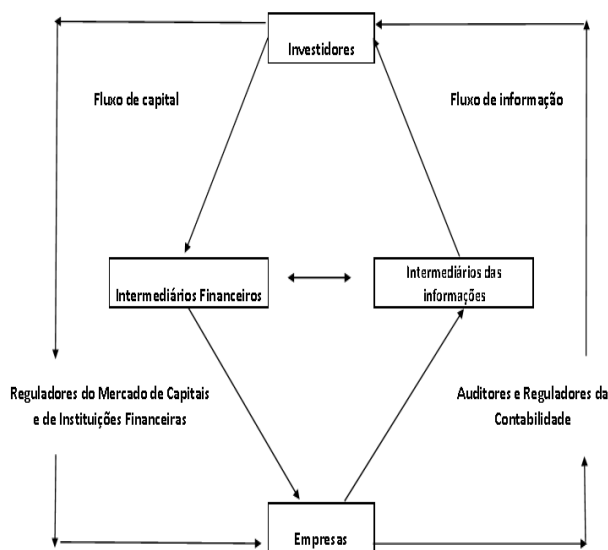 Investidores
Fluxo de capital
Fluxo de informação
Intermediários Financeiros
Intermediários das
informações
Reguladores do Mercado de Capitais
e de Instituições Financeiras
Auditores e Reguladores da
Contabilidade
Empresas